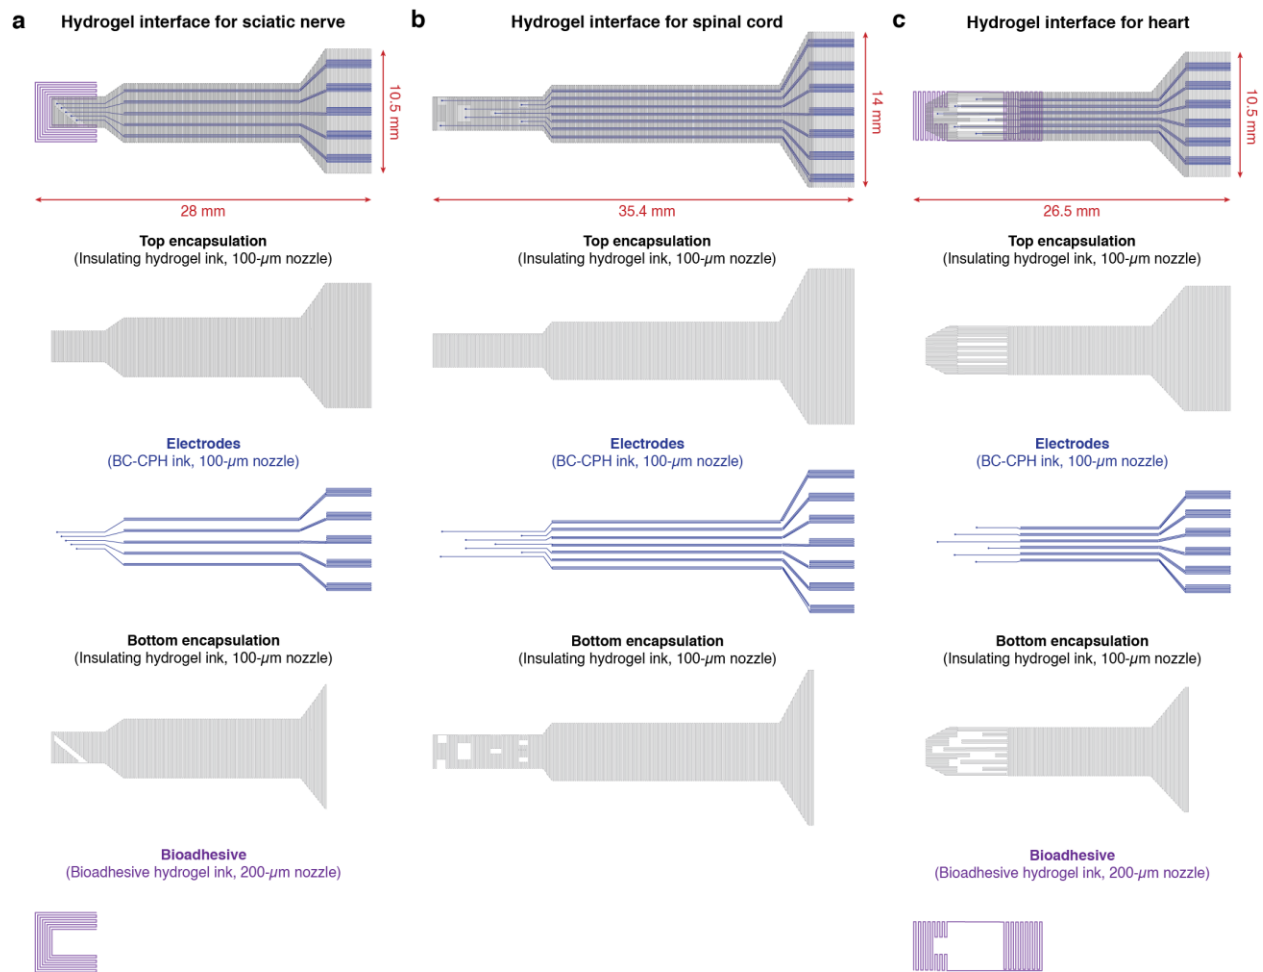 a Hydrogel interface for sciatic nerve
10.5 mm
28 mm
Top encapsulation
(Insulating hydrogel ink, 100-µm nozzle)
Electrodes
(BC-CPH ink, 100-µm nozzle)
Bottom encapsulation
(Insulating hydrogel ink, 100-µm nozzle)
Bioadhesive
(Bioadhesive hydrogel ink, 200-µm nozzle)
b Hydrogel interface for spinal cord
14 mm
35.4 mm
Top encapsulation
(Insulating hydrogel ink, 100-µm nozzle)
Electrodes
(BC-CPH ink, 100-µm nozzle)
Bottom encapsulation
(Insulating hydrogel ink, 100-µm nozzle)
c Hydrogel interface for heart
10.5 mm
26.5 mm
Top encapsulation
(Insulating hydrogel ink, 100-µm nozzle)
Electrodes
(BC-CPH ink, 100-µm nozzle)
Bottom encapsulation
(Insulating hydrogel ink, 100-µm nozzle)
Bioadhesive
(Bioadhesive hydrogel ink, 200-µm nozzle)